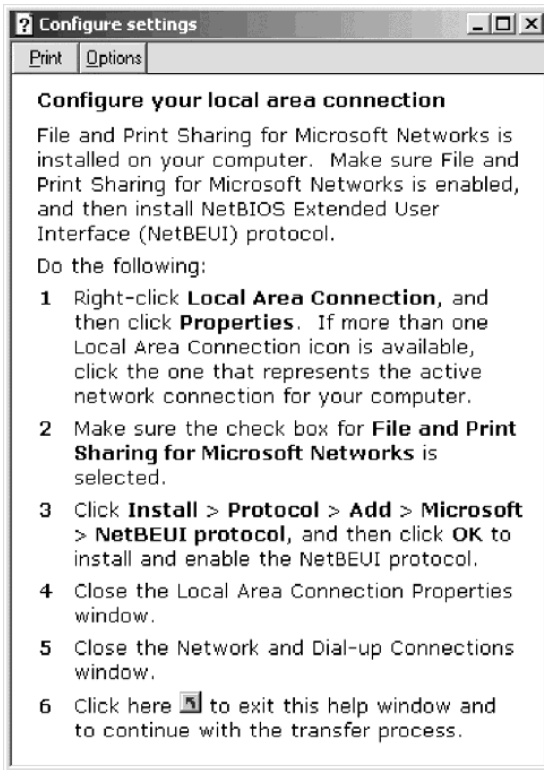 ? Configure settings
Print Options
Configure your local area connection
File and Print Sharing for Microsoft Networks is
installed on your computer. Make sure File and
Print Sharing for Microsoft Networks is enabled,
and then install NetBIOS Extended User
Interface (NetBEUI) protocol.
Do the following:
1 Right-click Local Area Connection, and
then click Properties. If more than one
Local Area Connection icon is available,
click the one that represents the active
network connection for your computer.
2 Make sure the check box for File and Print
Sharing for Microsoft Networks is
selected.
3 Click Install > Protocol > Add > Microsoft
> NetBEUI protocol, and then click OK to
install and enable the NetBEUI protocol.
4 Close the Local Area Connection Properties
window.
5 Close the Network and Dial-up Connections
window.
6 Click here to exit this help window and
to continue with the transfer process.